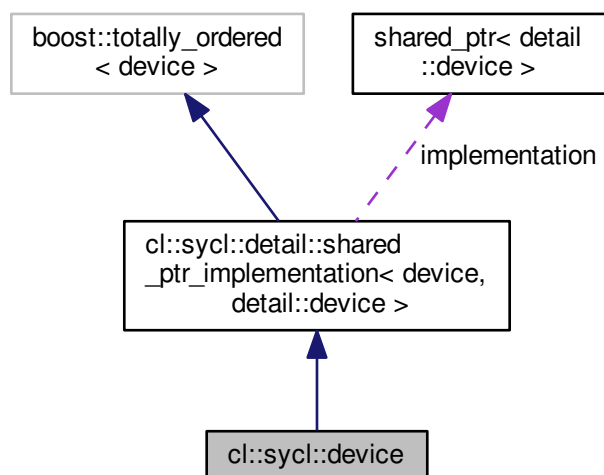 boost::totally_ordered
< device >
shared_ptr< detail
::device >
implementation
cl::sycl::detail::shared
_ptr_implementation< device,
detail::device >
cl::sycl::device